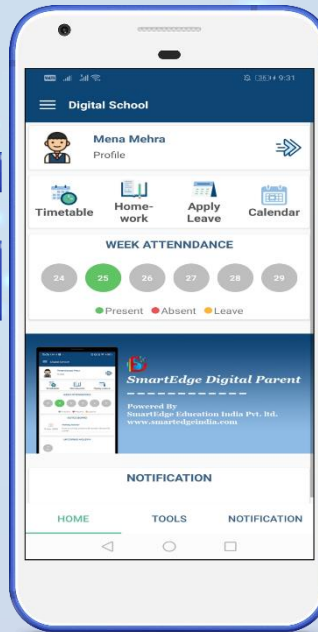 9:31
Digital School
Mena Mehra
Profile
Timetable
Home-
work
Apply
Leave
Calendar
WEEK ATTENNDANCE
24 25 26 27 28 29
Present Absent Leave
SmartEdge Digital Parent
Powered By
SmartEdge Education India Pvt. ltd.
www.smartedgeindia.com
NOTIFICATION
HOME TOOLS NOTIFICATION